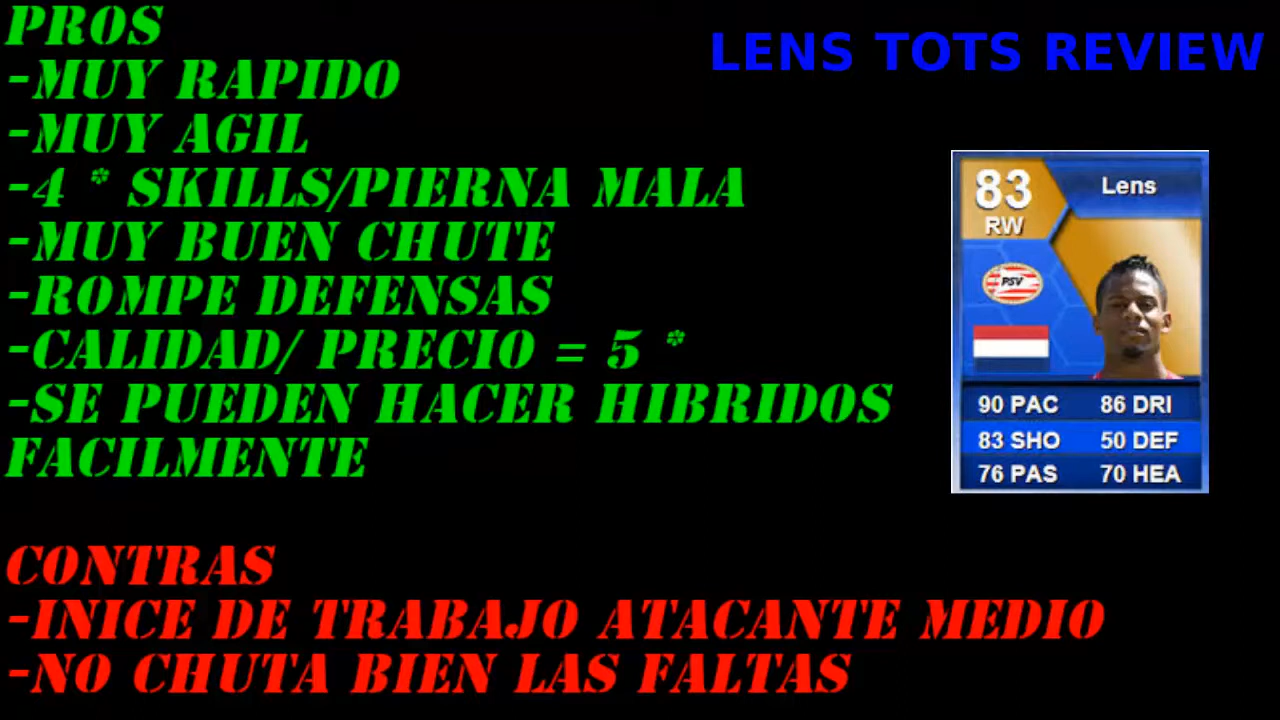 PROS
-MUY RAPIDO
-MUY AGIL
-4 * SKILLS/PIERNA MALA
-MUY BUEN CHUTE
-ROMPE DEFENSAS
-CALIDAD/ PRECIO = 5 *
-SE PUEDEN HACER HIBRIDOS
FACILMENTE
CONTRAS
-INICE DE TRABAJO ATACANTE MEDIO
-NO CHUTA BIEN LAS FALTAS
LENS TOTS REVIEW
83 Lens
RW
PSV
90 PAC 86 DRI
83 SHO 50 DEF
76 PAS 70 HEA